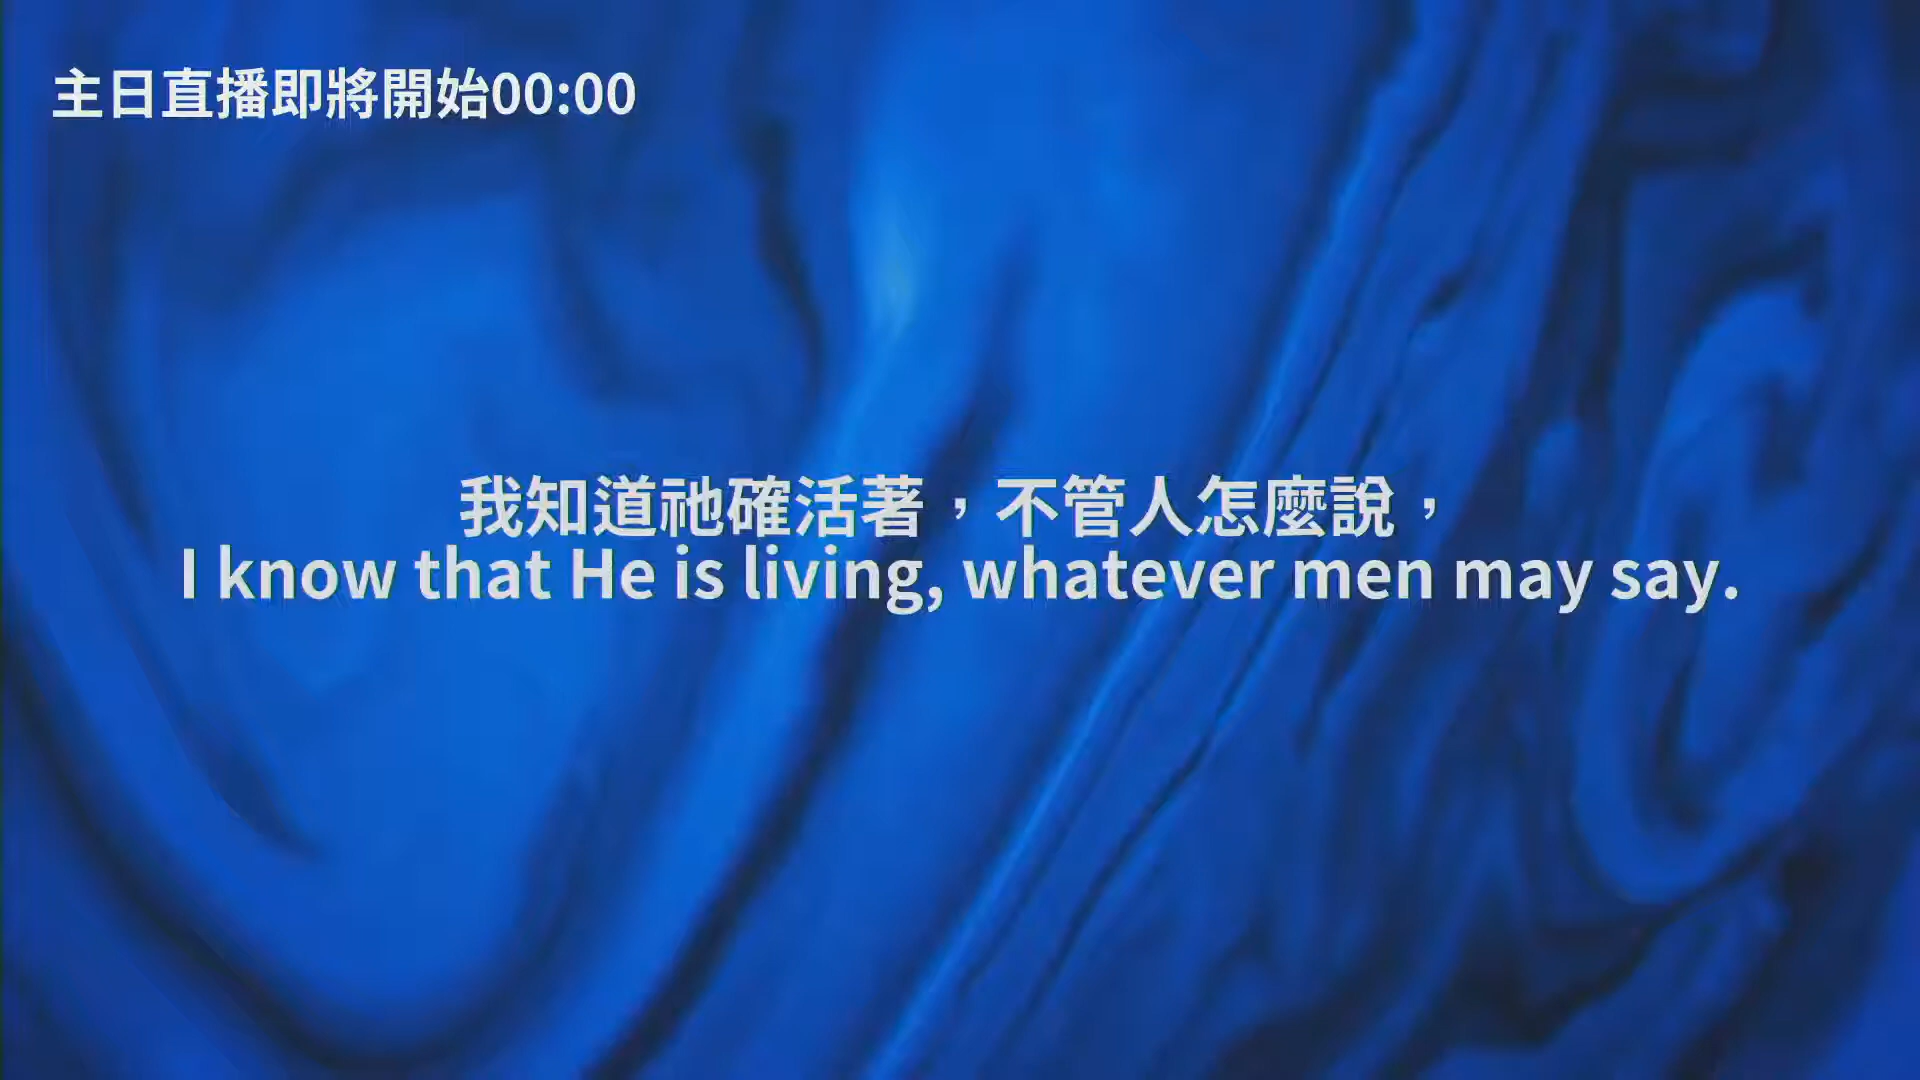 主日直播即將開始00:00
我知道祂確活著，不管人怎麼說，
I know that He is living, whatever men may say.